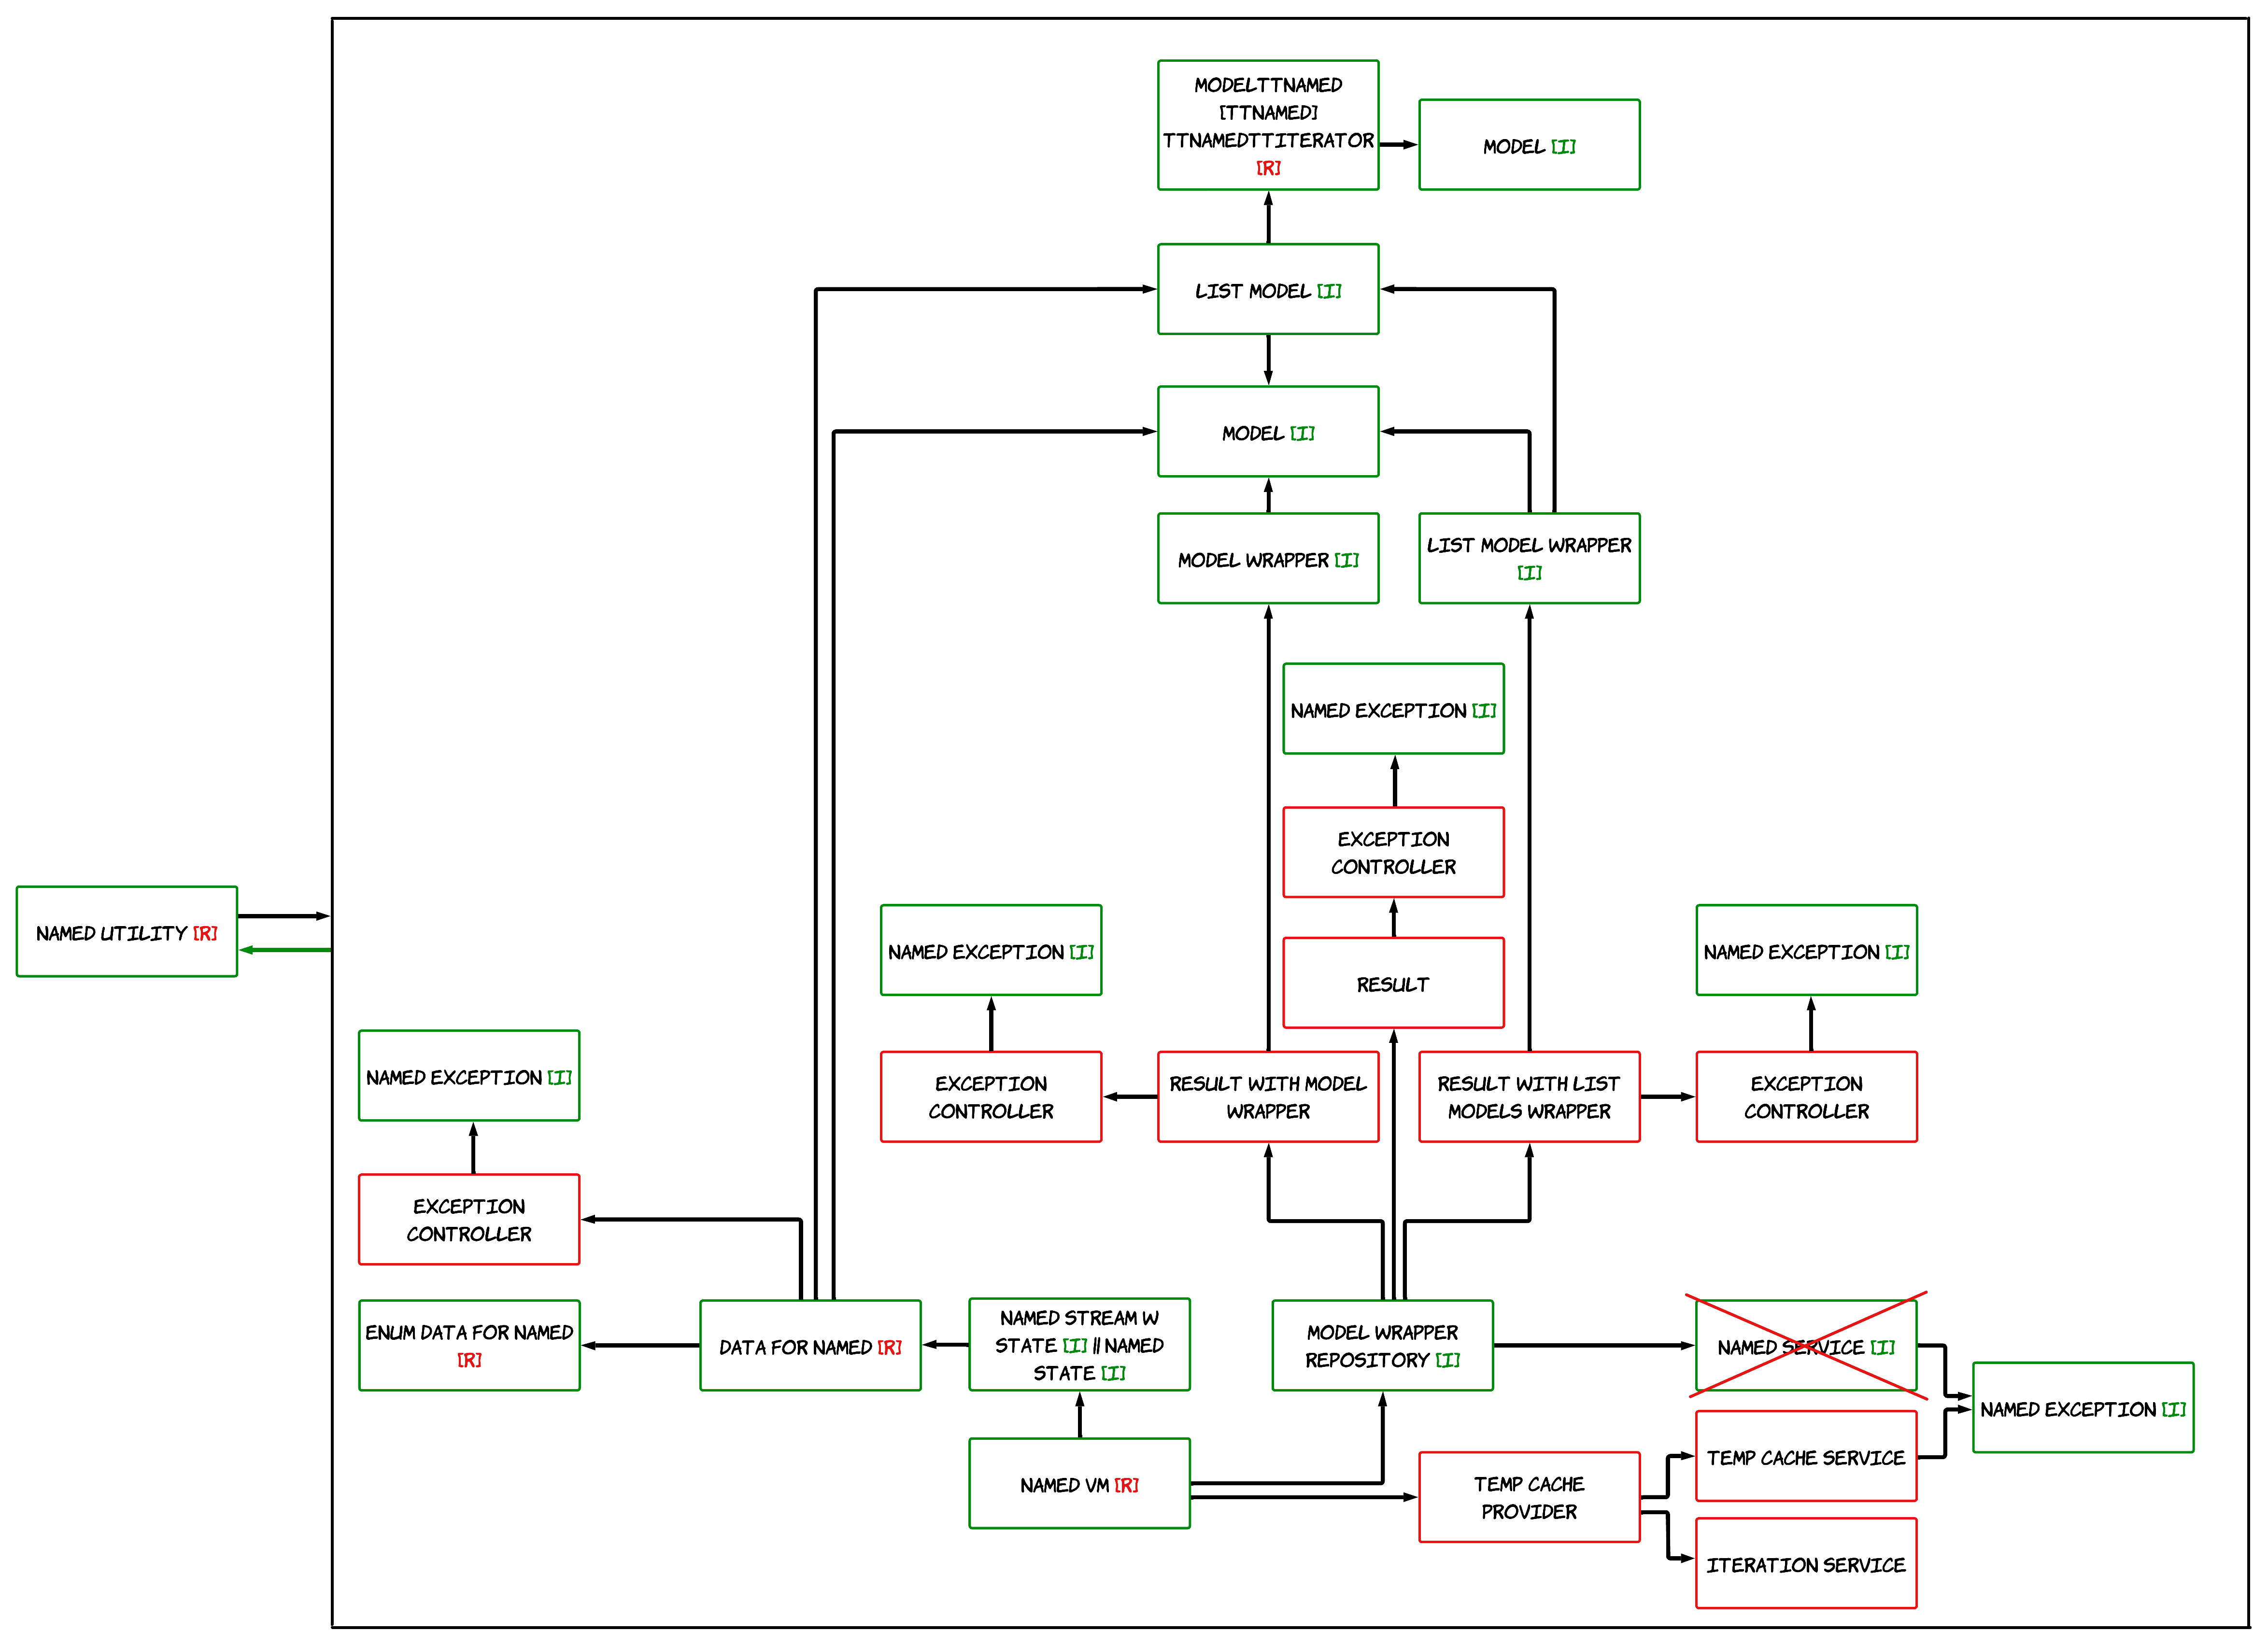 MODELTTNAMED
[TTNAMED]
TTNAMEDTTITERATOR
[R]
MODEL [I]
LIST MODEL [I]
MODEL [I]
MODEL WRAPPER [I]
LIST MODEL WRAPPER
[I]
NAMED EXCEPTION [I]
EXCEPTION
CONTROLLER
RESULT
NAMED UTILITY [R]
NAMED EXCEPTION [I]
NAMED EXCEPTION [I]
NAMED EXCEPTION [I]
EXCEPTION
CONTROLLER
RESULT WITH MODEL
WRAPPER
RESULT WITH LIST
MODELS WRAPPER
EXCEPTION
CONTROLLER
EXCEPTION
CONTROLLER
ENUM DATA FOR NAMED
[R]
DATA FOR NAMED [R]
NAMED STREAM W
STATE [I] // NAMED
STATE [I]
MODEL WRAPPER
REPOSITORY [I]
NAMED SERVICE [I]
NAMED EXCEPTION [I]
NAMED VM [R]
TEMP CACHE
PROVIDER
TEMP CACHE SERVICE
ITERATION SERVICE